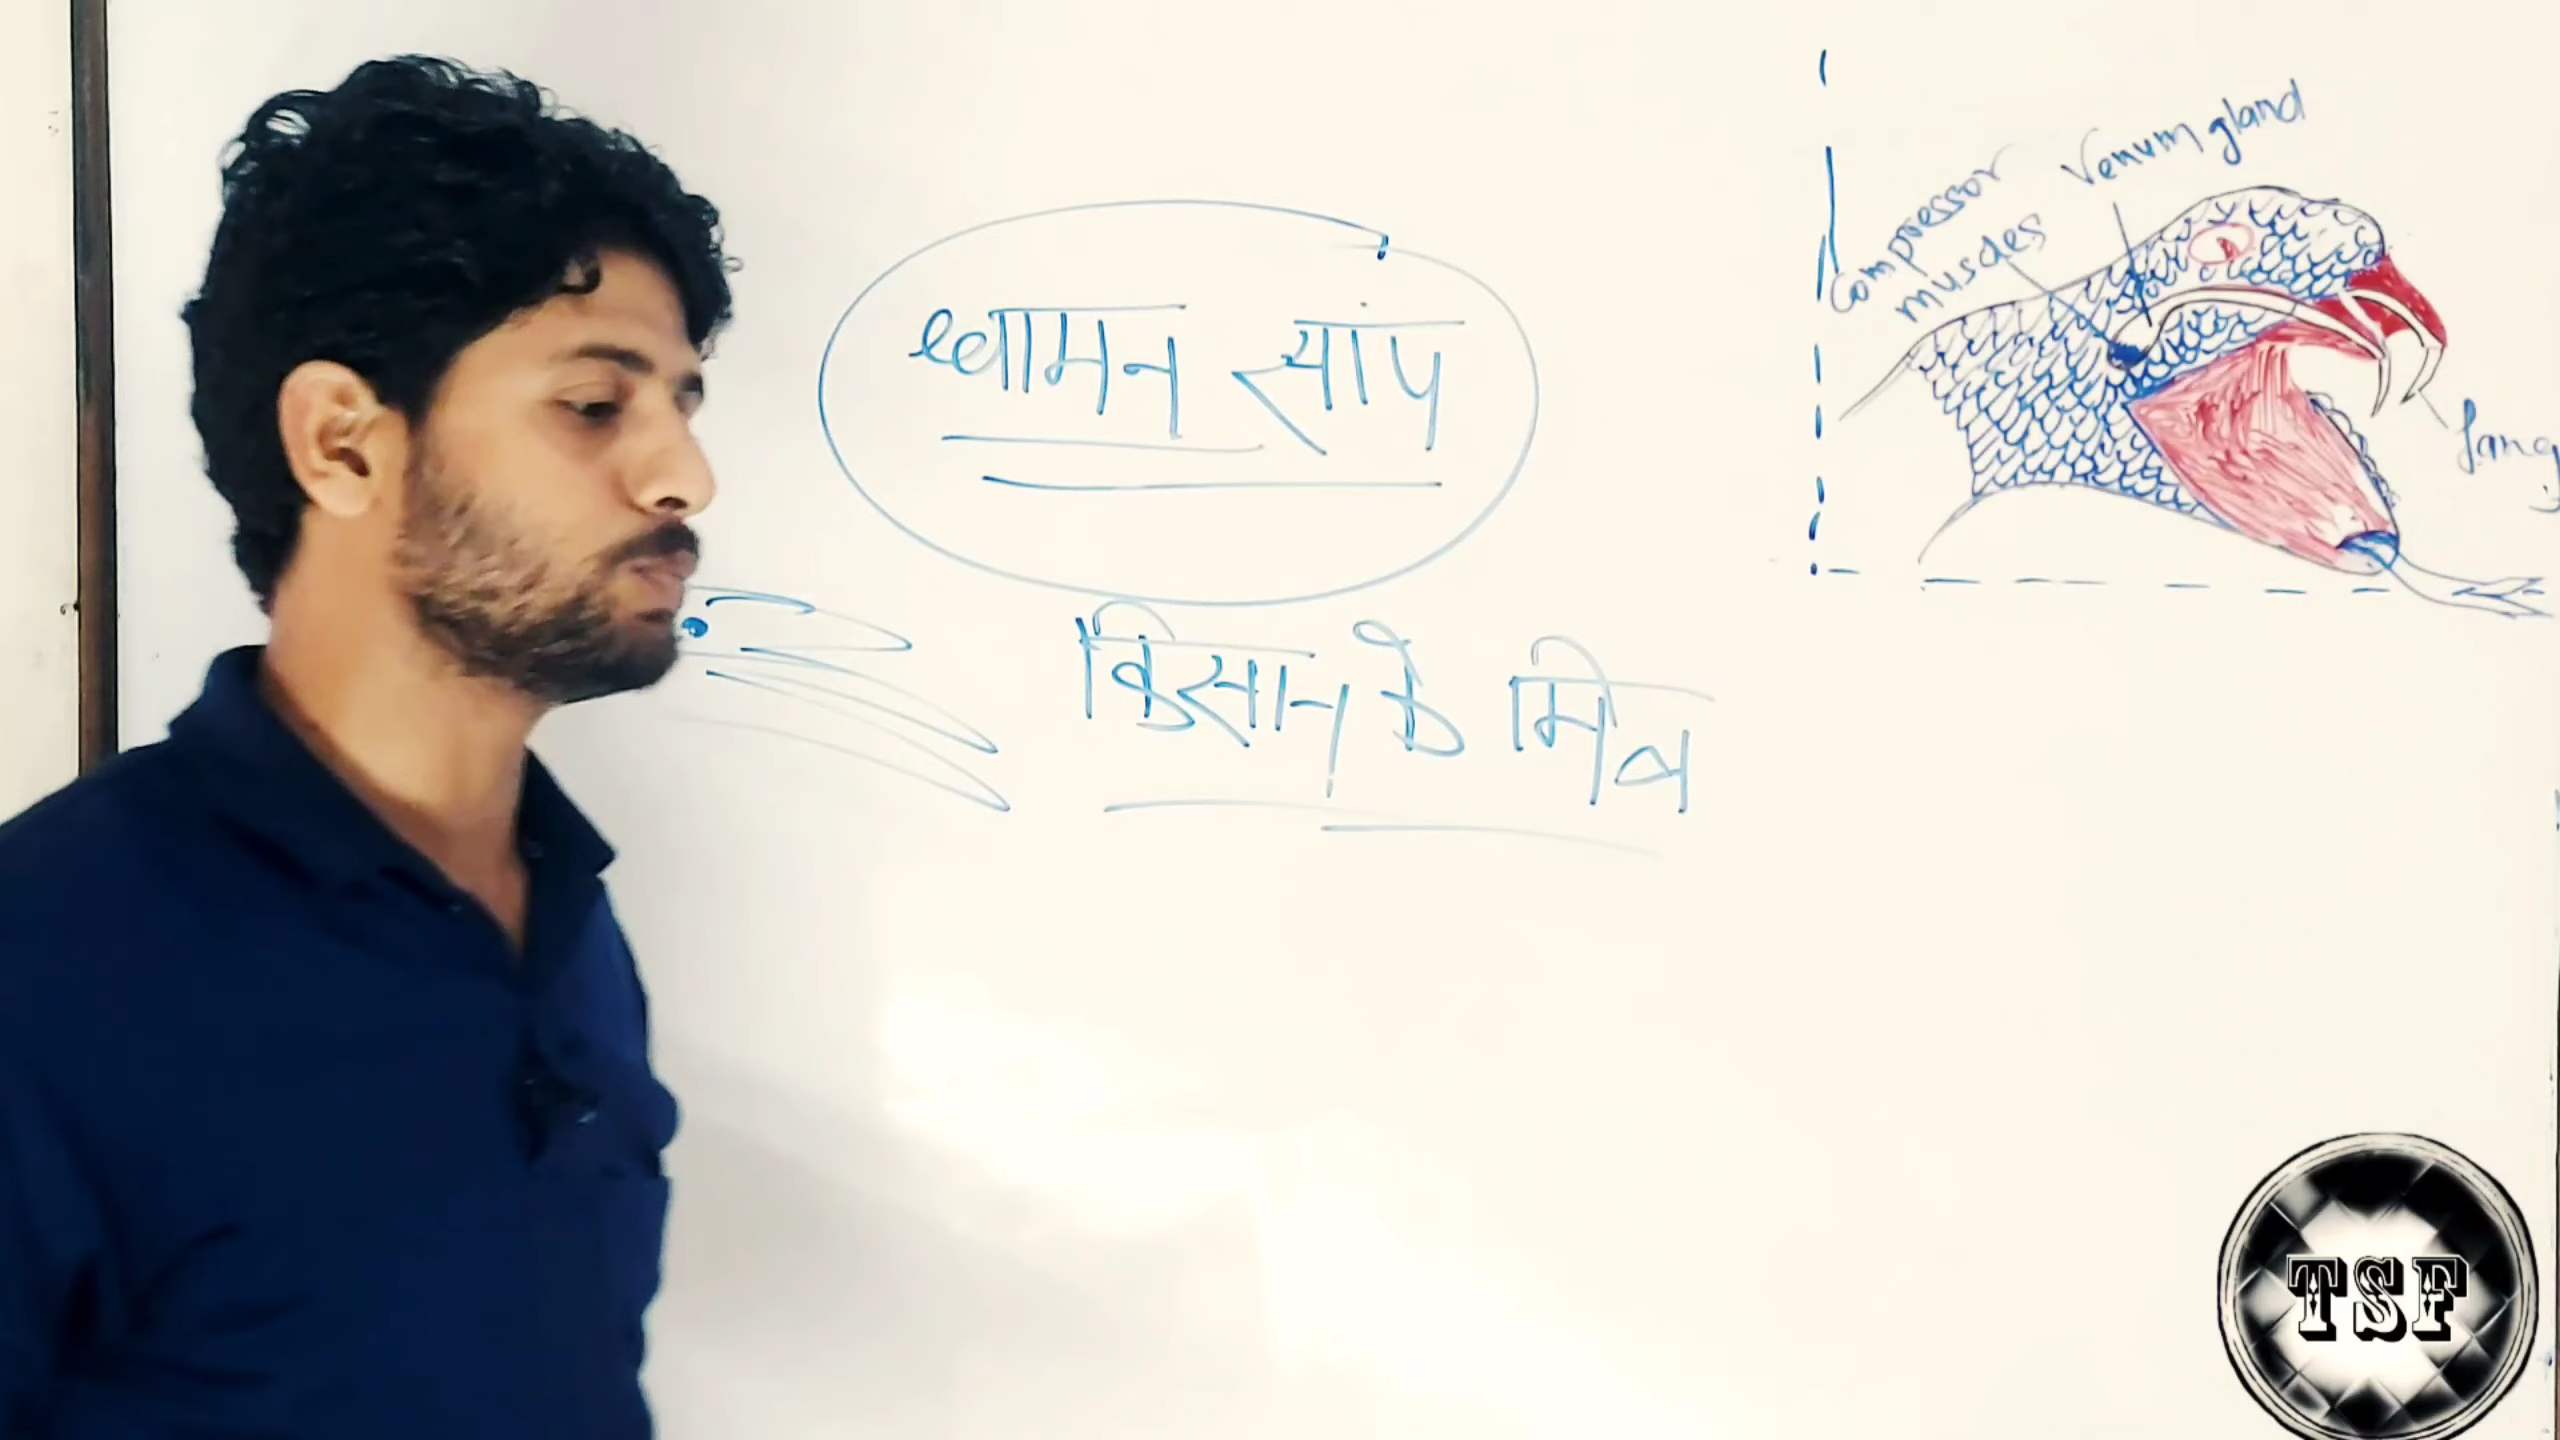 धामन सांप
किसान के मित्र
Compressor
muscles
Venum gland
fang
TSF